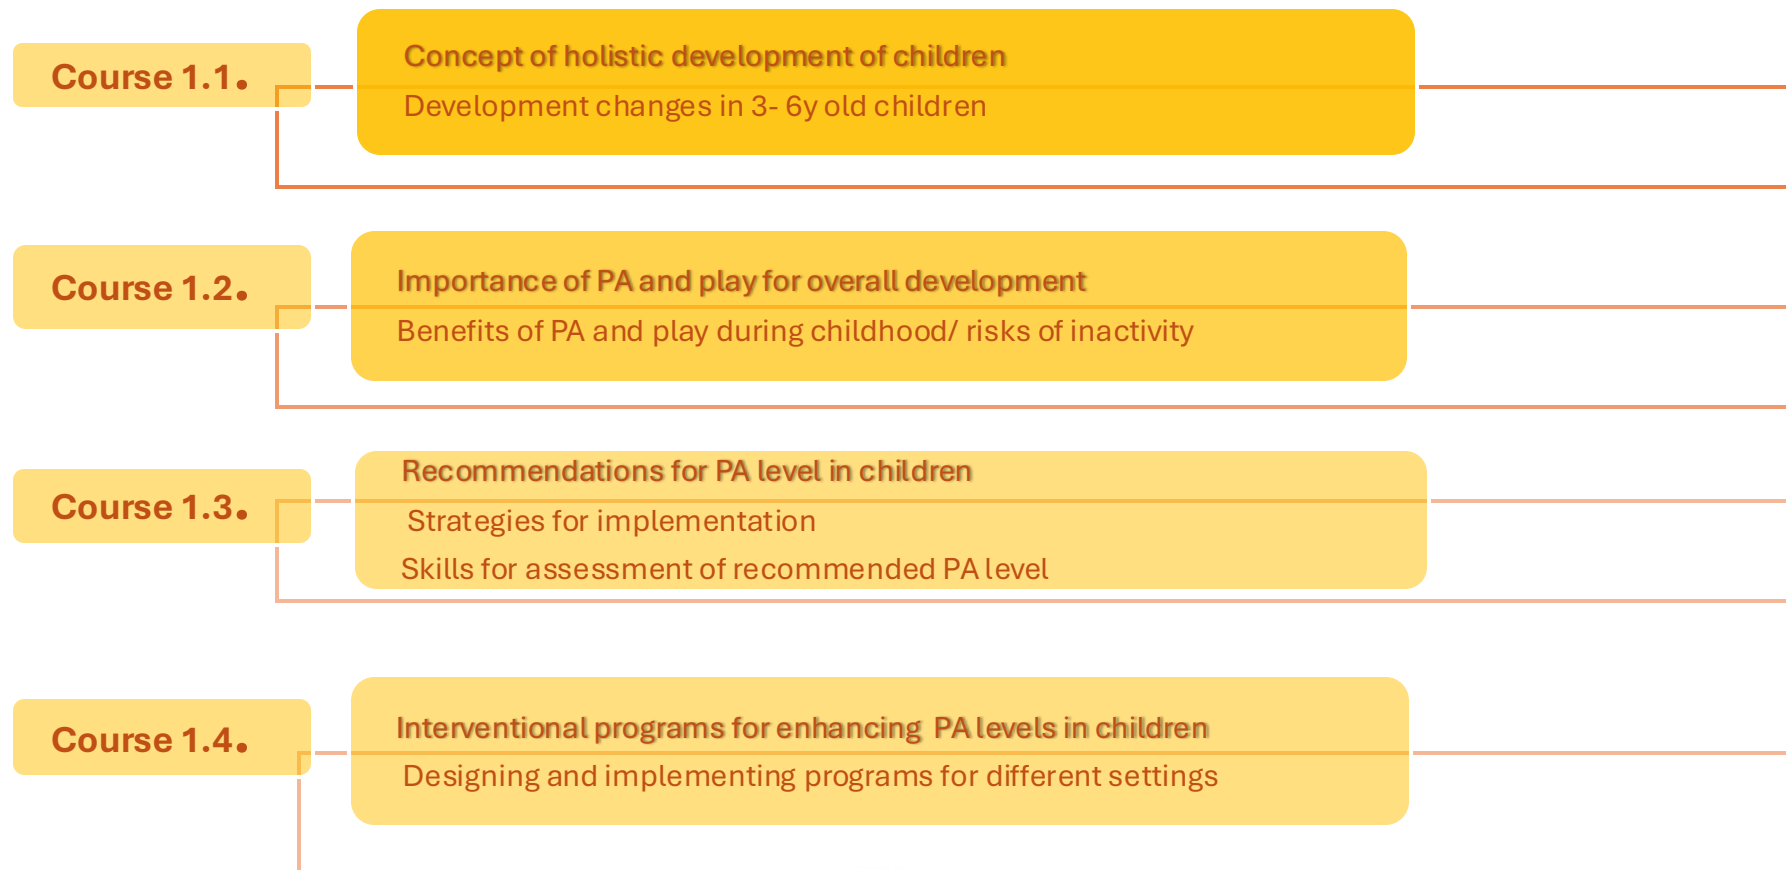 Course 1.1.
Concept of holistic development of children
Development changes in 3- 6y old children
Course 1.2.
Importance of PA and play for overall development
Benefits of PA and play during childhood/ risks of inactivity
Course 1.3.
Recommendations for PA level in children
Strategies for implementation
Skills for assessment of recommended PA level
Course 1.4.
Interventional programs for enhancing  PA levels in children
Designing and implementing programs for different settings